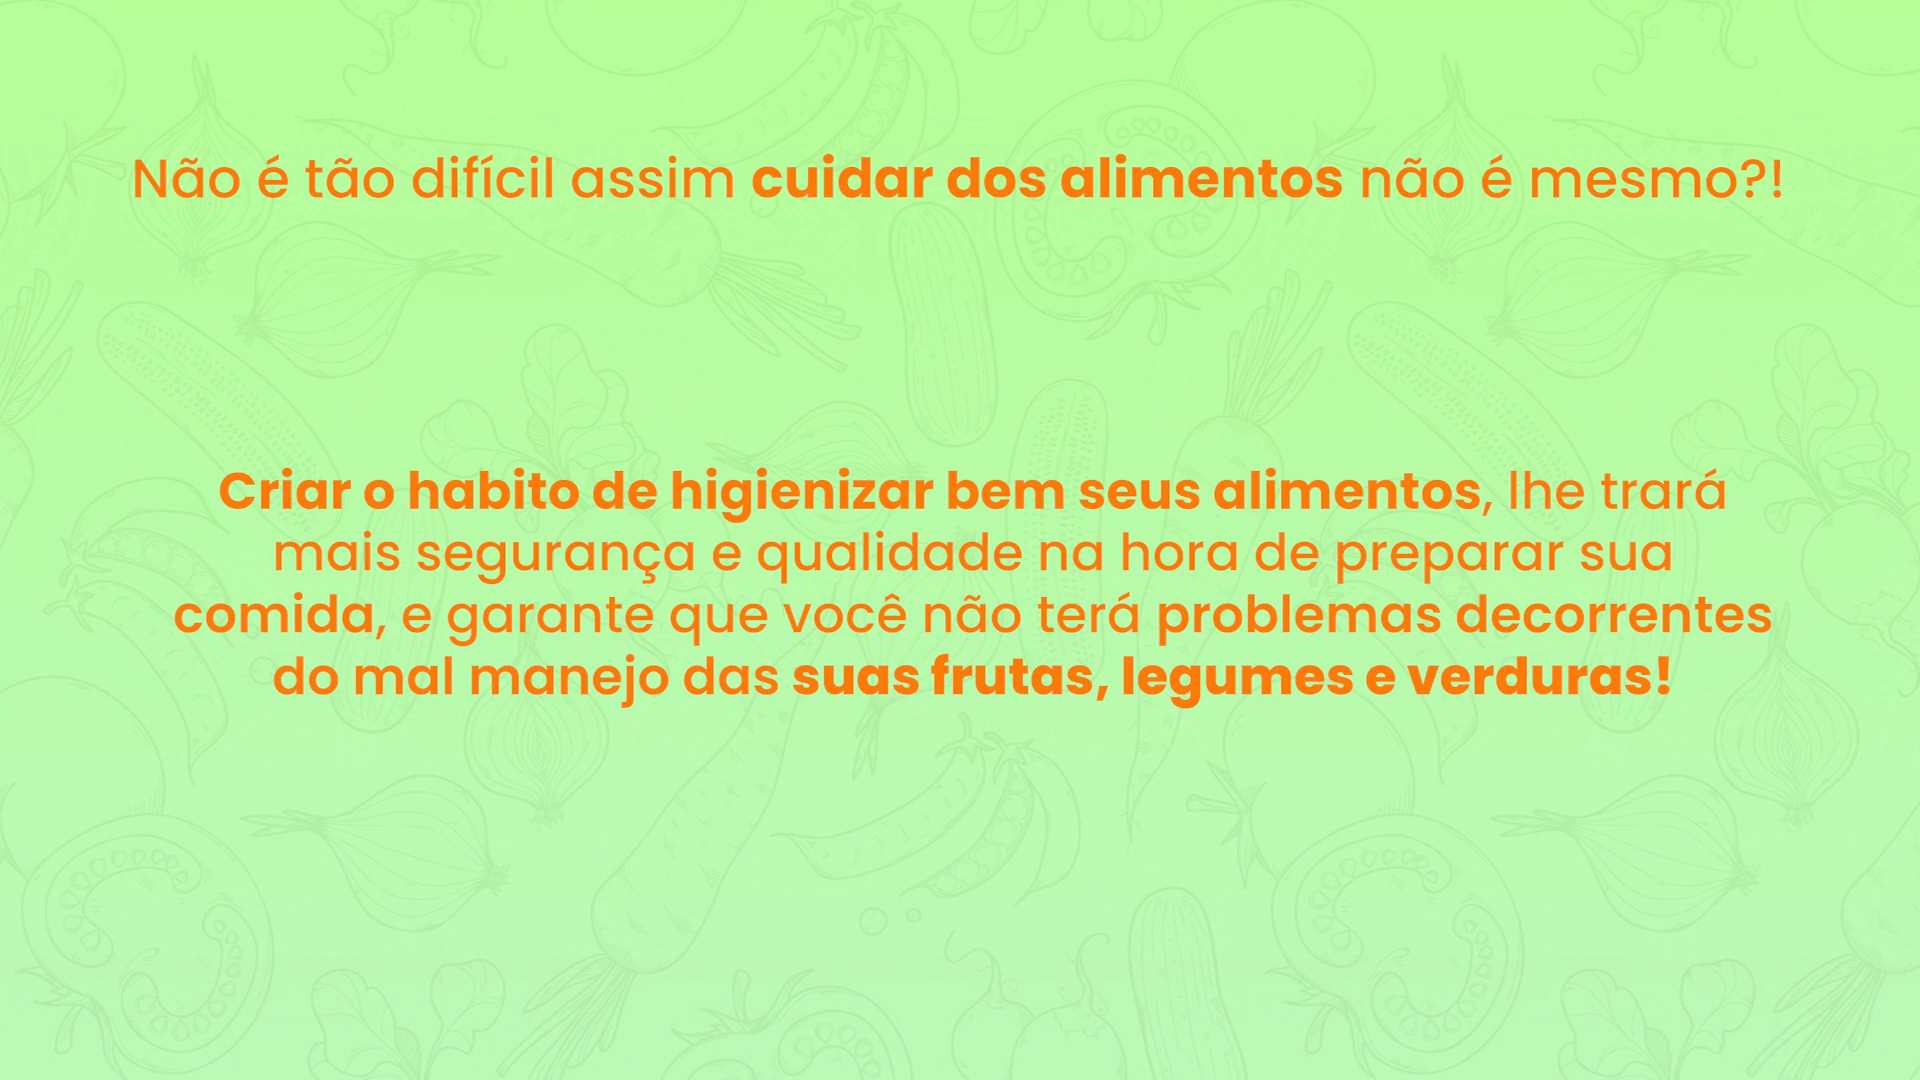 Não é tão difícil assim cuidar dos alimentos não é mesmo?!
Criar o habito de higienizar bem seus alimentos, lhe trará
mais segurança e qualidade na hora de preparar sua
comida, e garante que você não terá problemas decorrentes
do mal manejo das suas frutas, legumes e verduras!